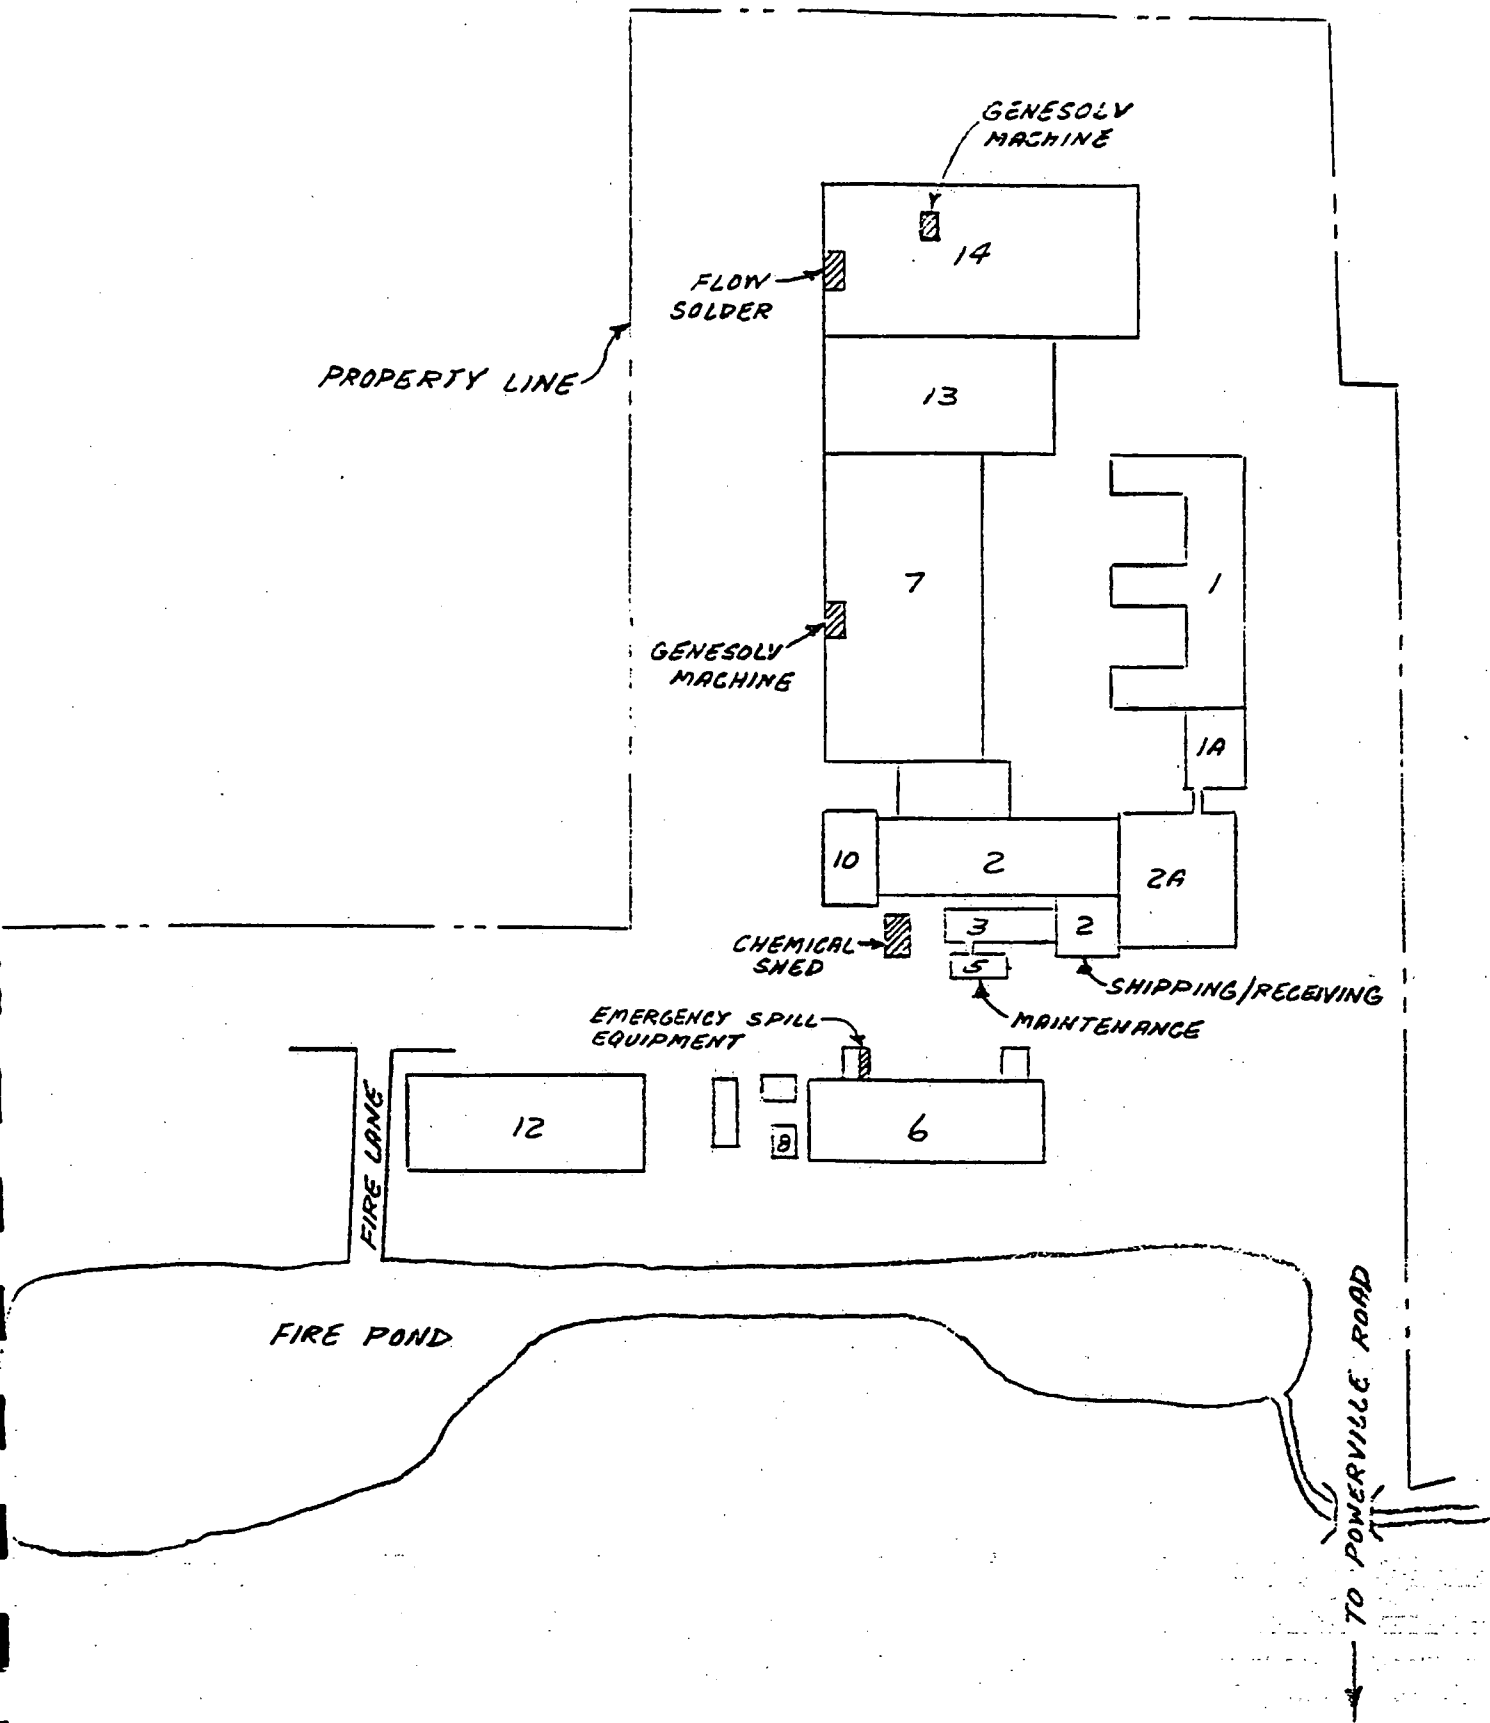 GENESOLV
MACHINE
14
FLOW
SOLDER
PROPERTY LINE
13
7
1
GENESOLV
MACHINE
1A
10
2
2A
3
2
CHEMICAL
SHED
5
SHIPPING/RECEIVING
EMERGENCY SPILL
EQUIPMENT
MAINTENANCE
FIRE LANE
12
8
6
FIRE POND
TO POWERVILLE ROAD